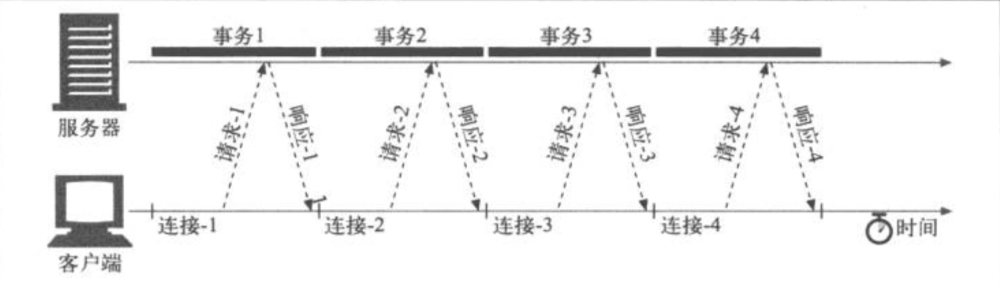 事务1 事务2 事务3 事务4
服务器
请求-1 响应-1 请求-2 响应-2 请求-3 响应-3 请求-4 响应-4
连接-1 连接-2 连接-3 连接-4 时间
客户端